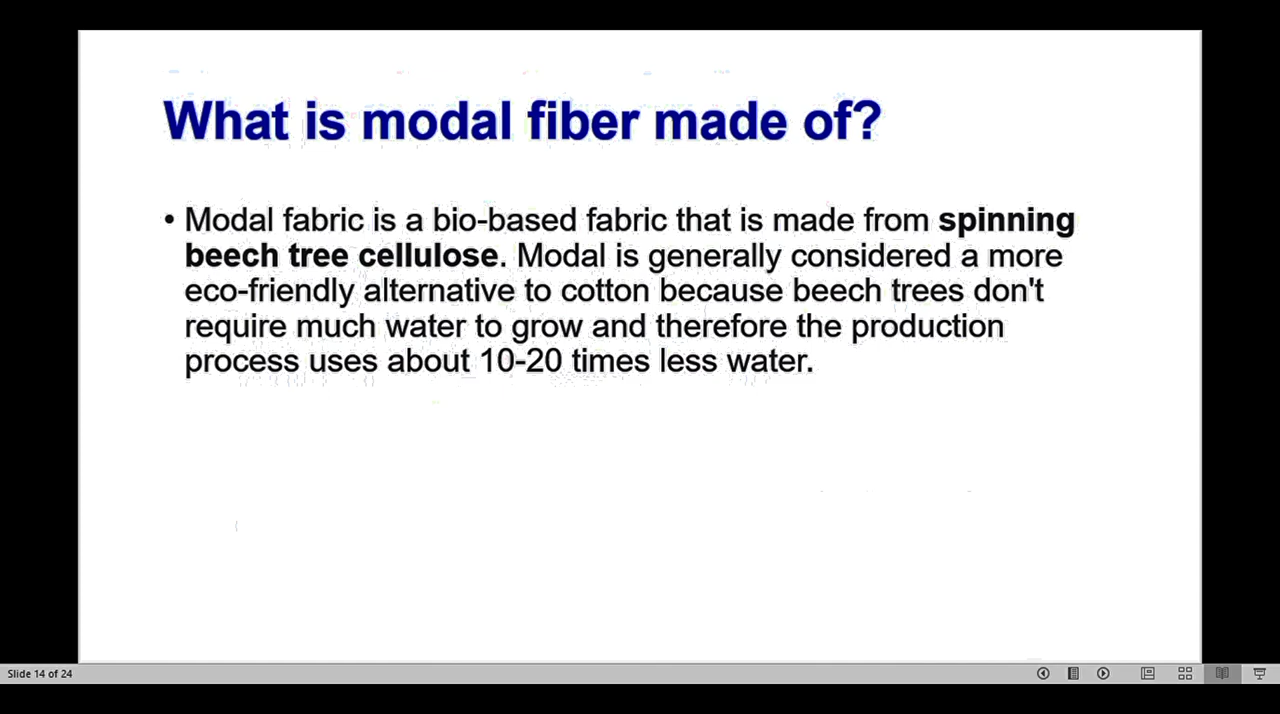 What is modal fiber made of?
• Modal fabric is a bio-based fabric that is made from spinning
beech tree cellulose. Modal is generally considered a more
eco-friendly alternative to cotton because beech trees don't
require much water to grow and therefore the production
process uses about 10-20 times less water.
Slide 14 of 24